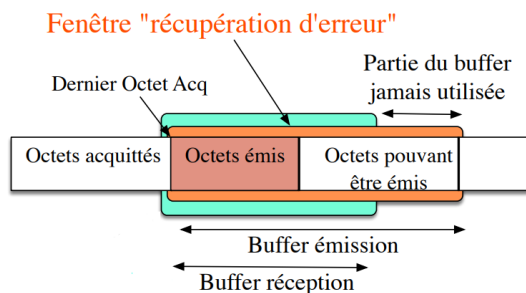 Fenêtre "récupération d'erreur"
Partie du buffer
jamais utilisée
Dernier Octet Acq
Octets acquittés
Octets émis
Octets pouvant
être émis
Buffer émission
Buffer réception